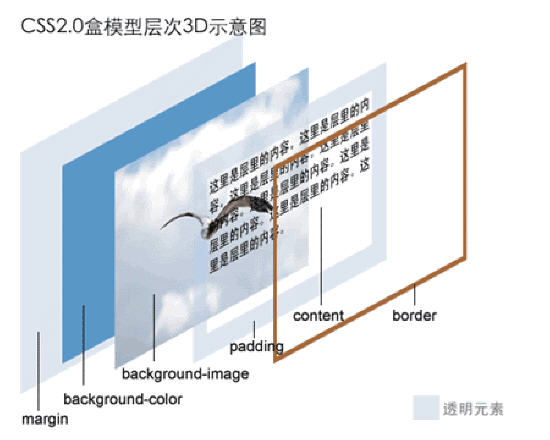 CSS2.0盒模型层次3D示意图
这里是层里的内容。这里是层里的内
容。这里是层里的内容。这里是层里
的内容。这里是层里的内容。这里是
层里的内容。这里是层里的内容。这
里是层里的内容。
content
border
padding
background-image
background-color
margin
透明元素